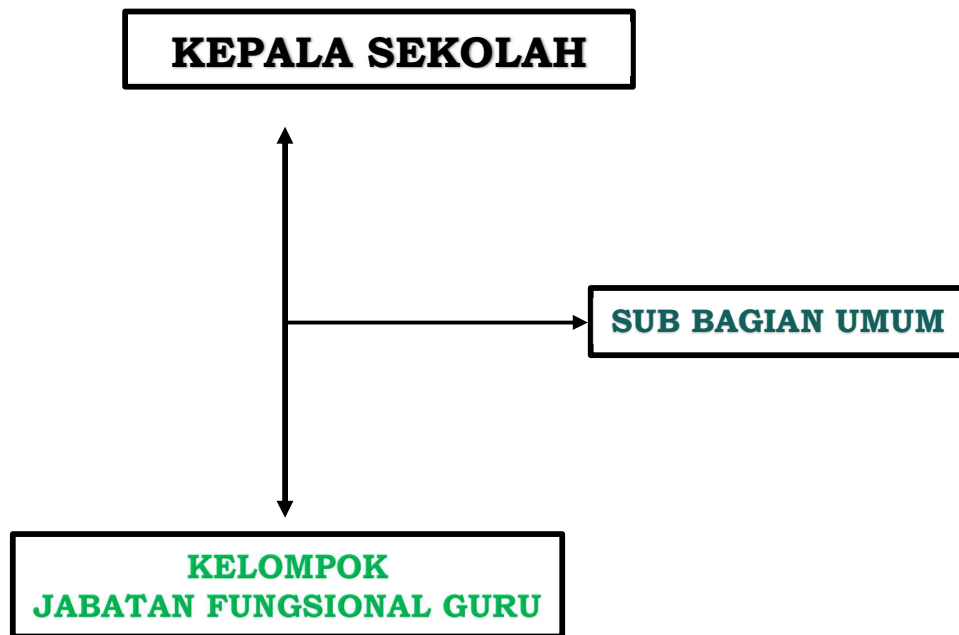 KEPALA SEKOLAH
SUB BAGIAN UMUM
KELOMPOK
JABATAN FUNGSIONAL GURU